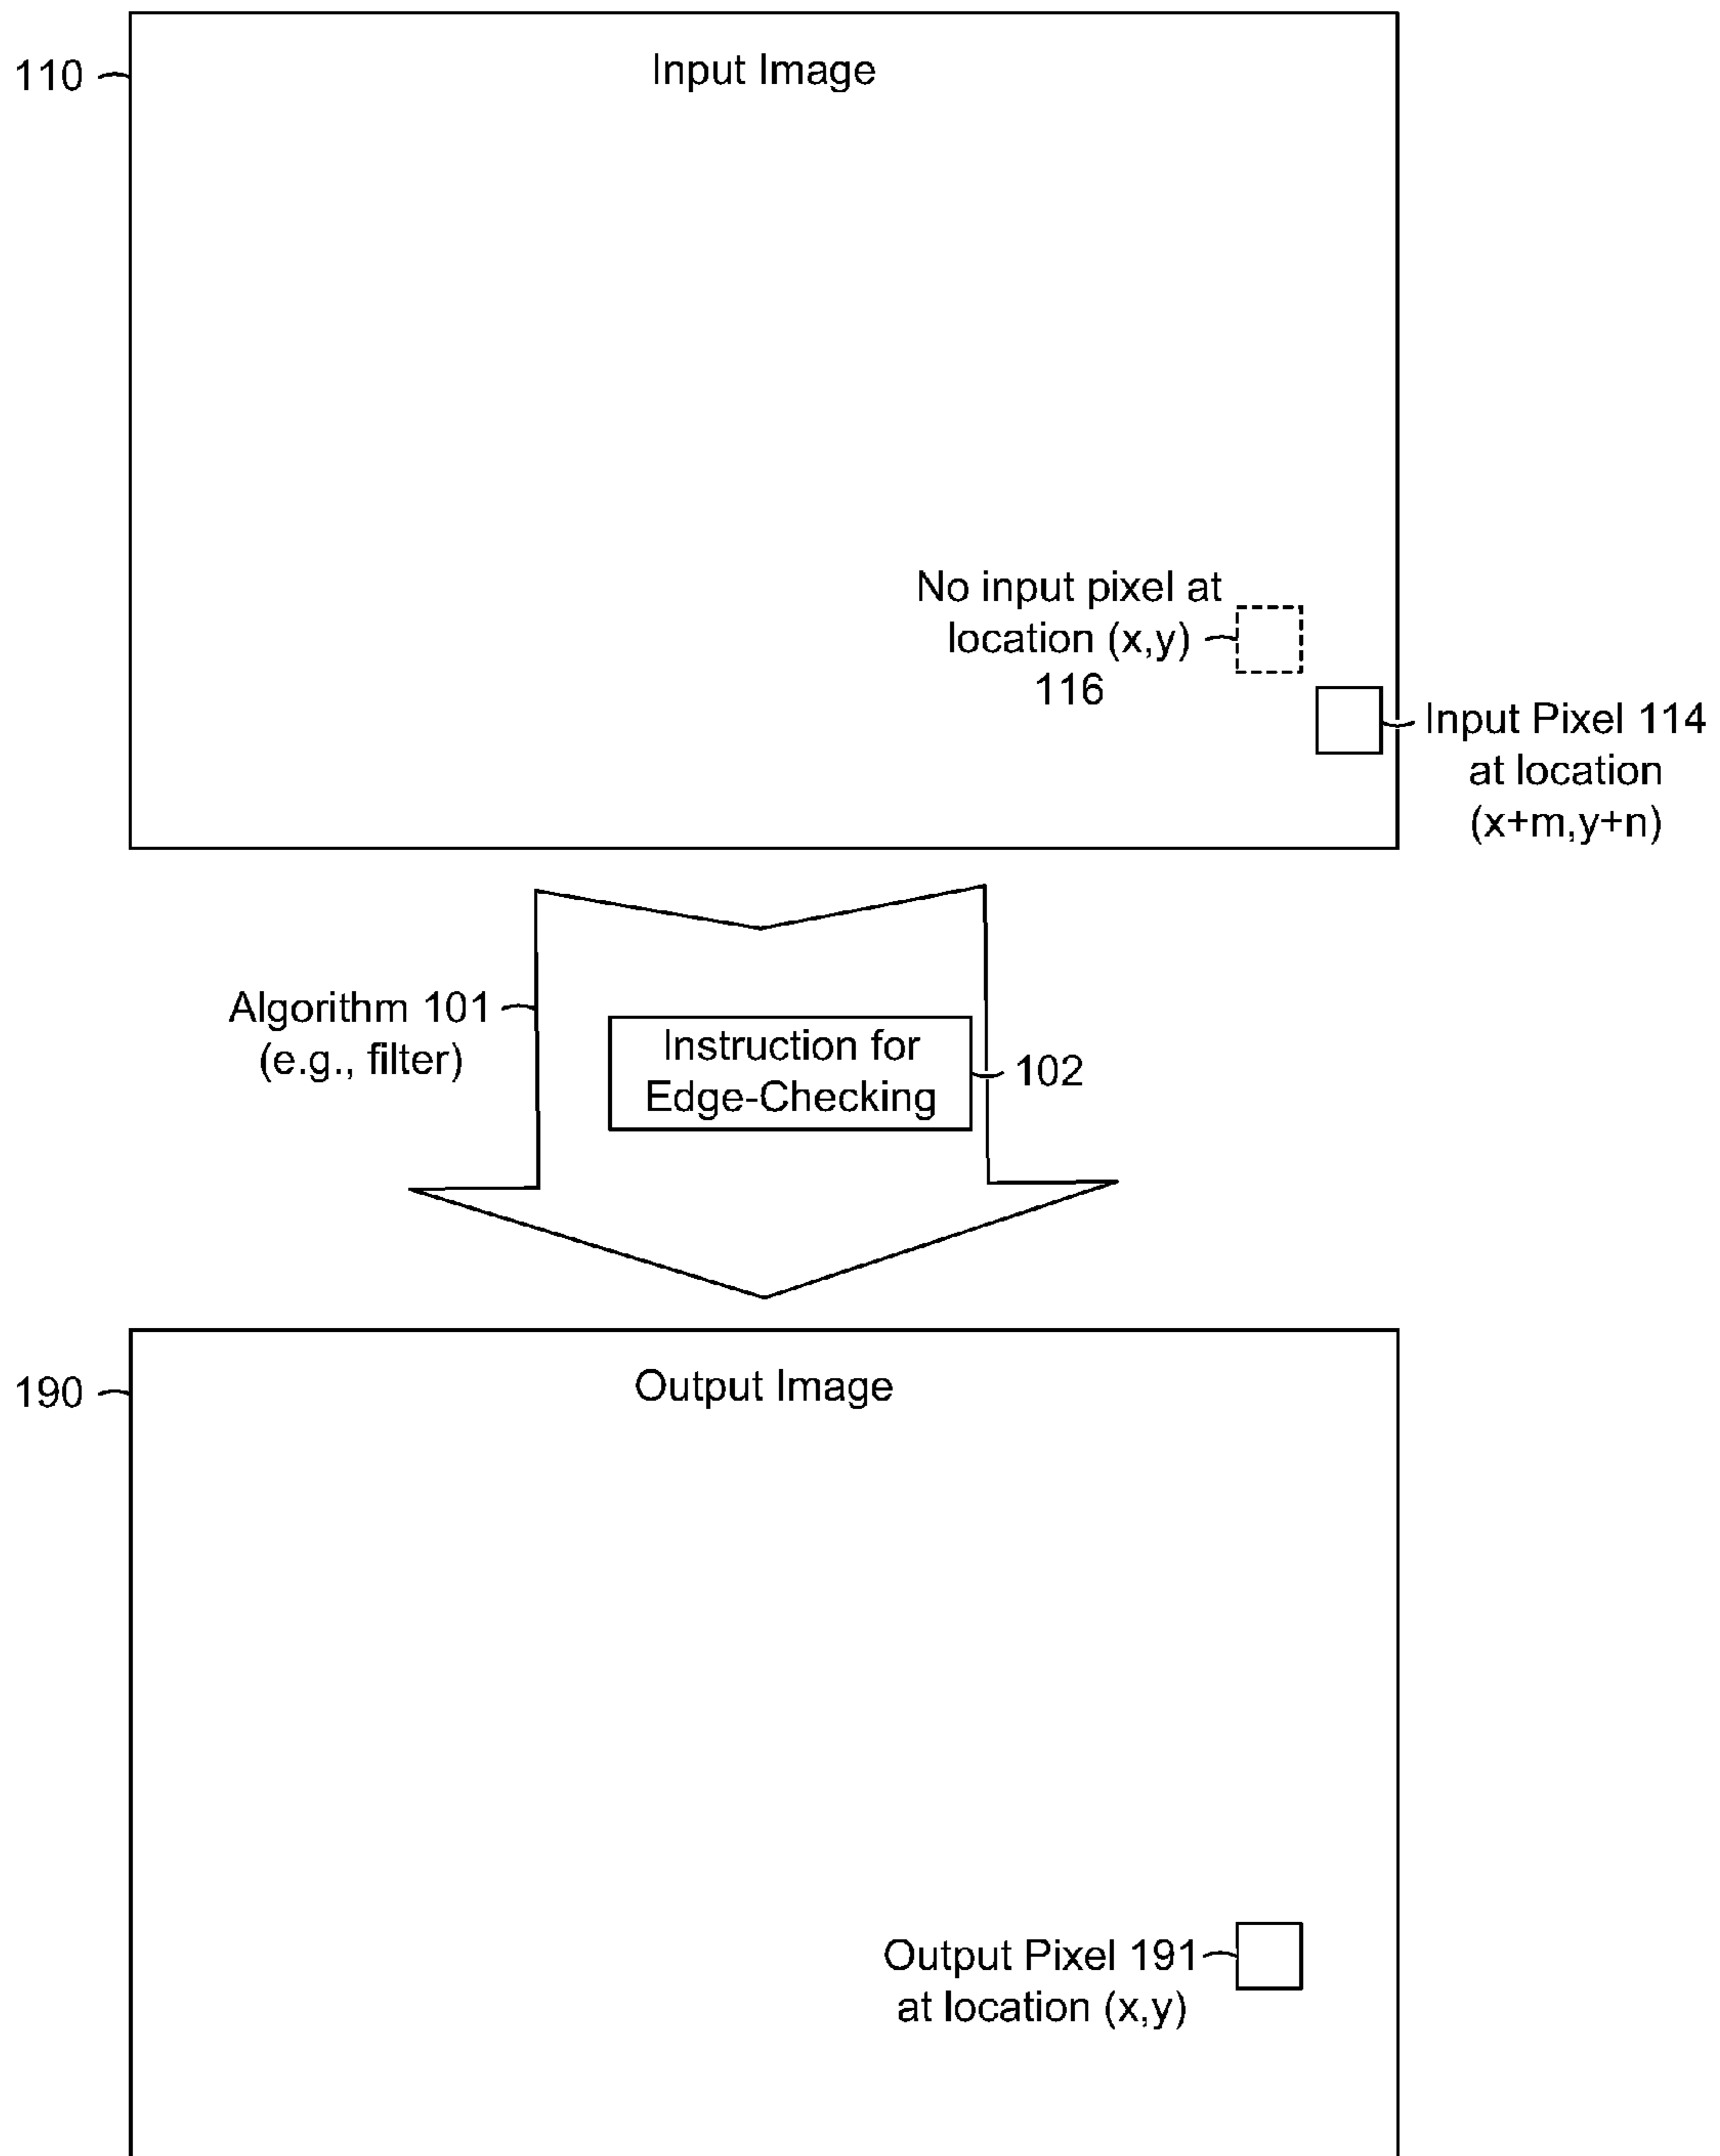 110
Input Image
No input pixel at
location (x,y)
116
Input Pixel 114
at location
(x+m,y+n)
Algorithm 101
(e.g., filter)
Instruction for
Edge-Checking
102
190
Output Image
Output Pixel 191
at location (x,y)